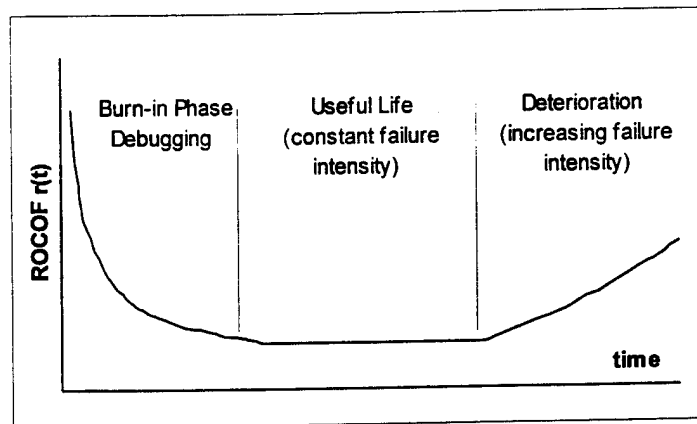 ROCOF r(t)
Burn-in Phase
Debugging
Useful Life
(constant failure
intensity)
Deterioration
(increasing failure
intensity)
time